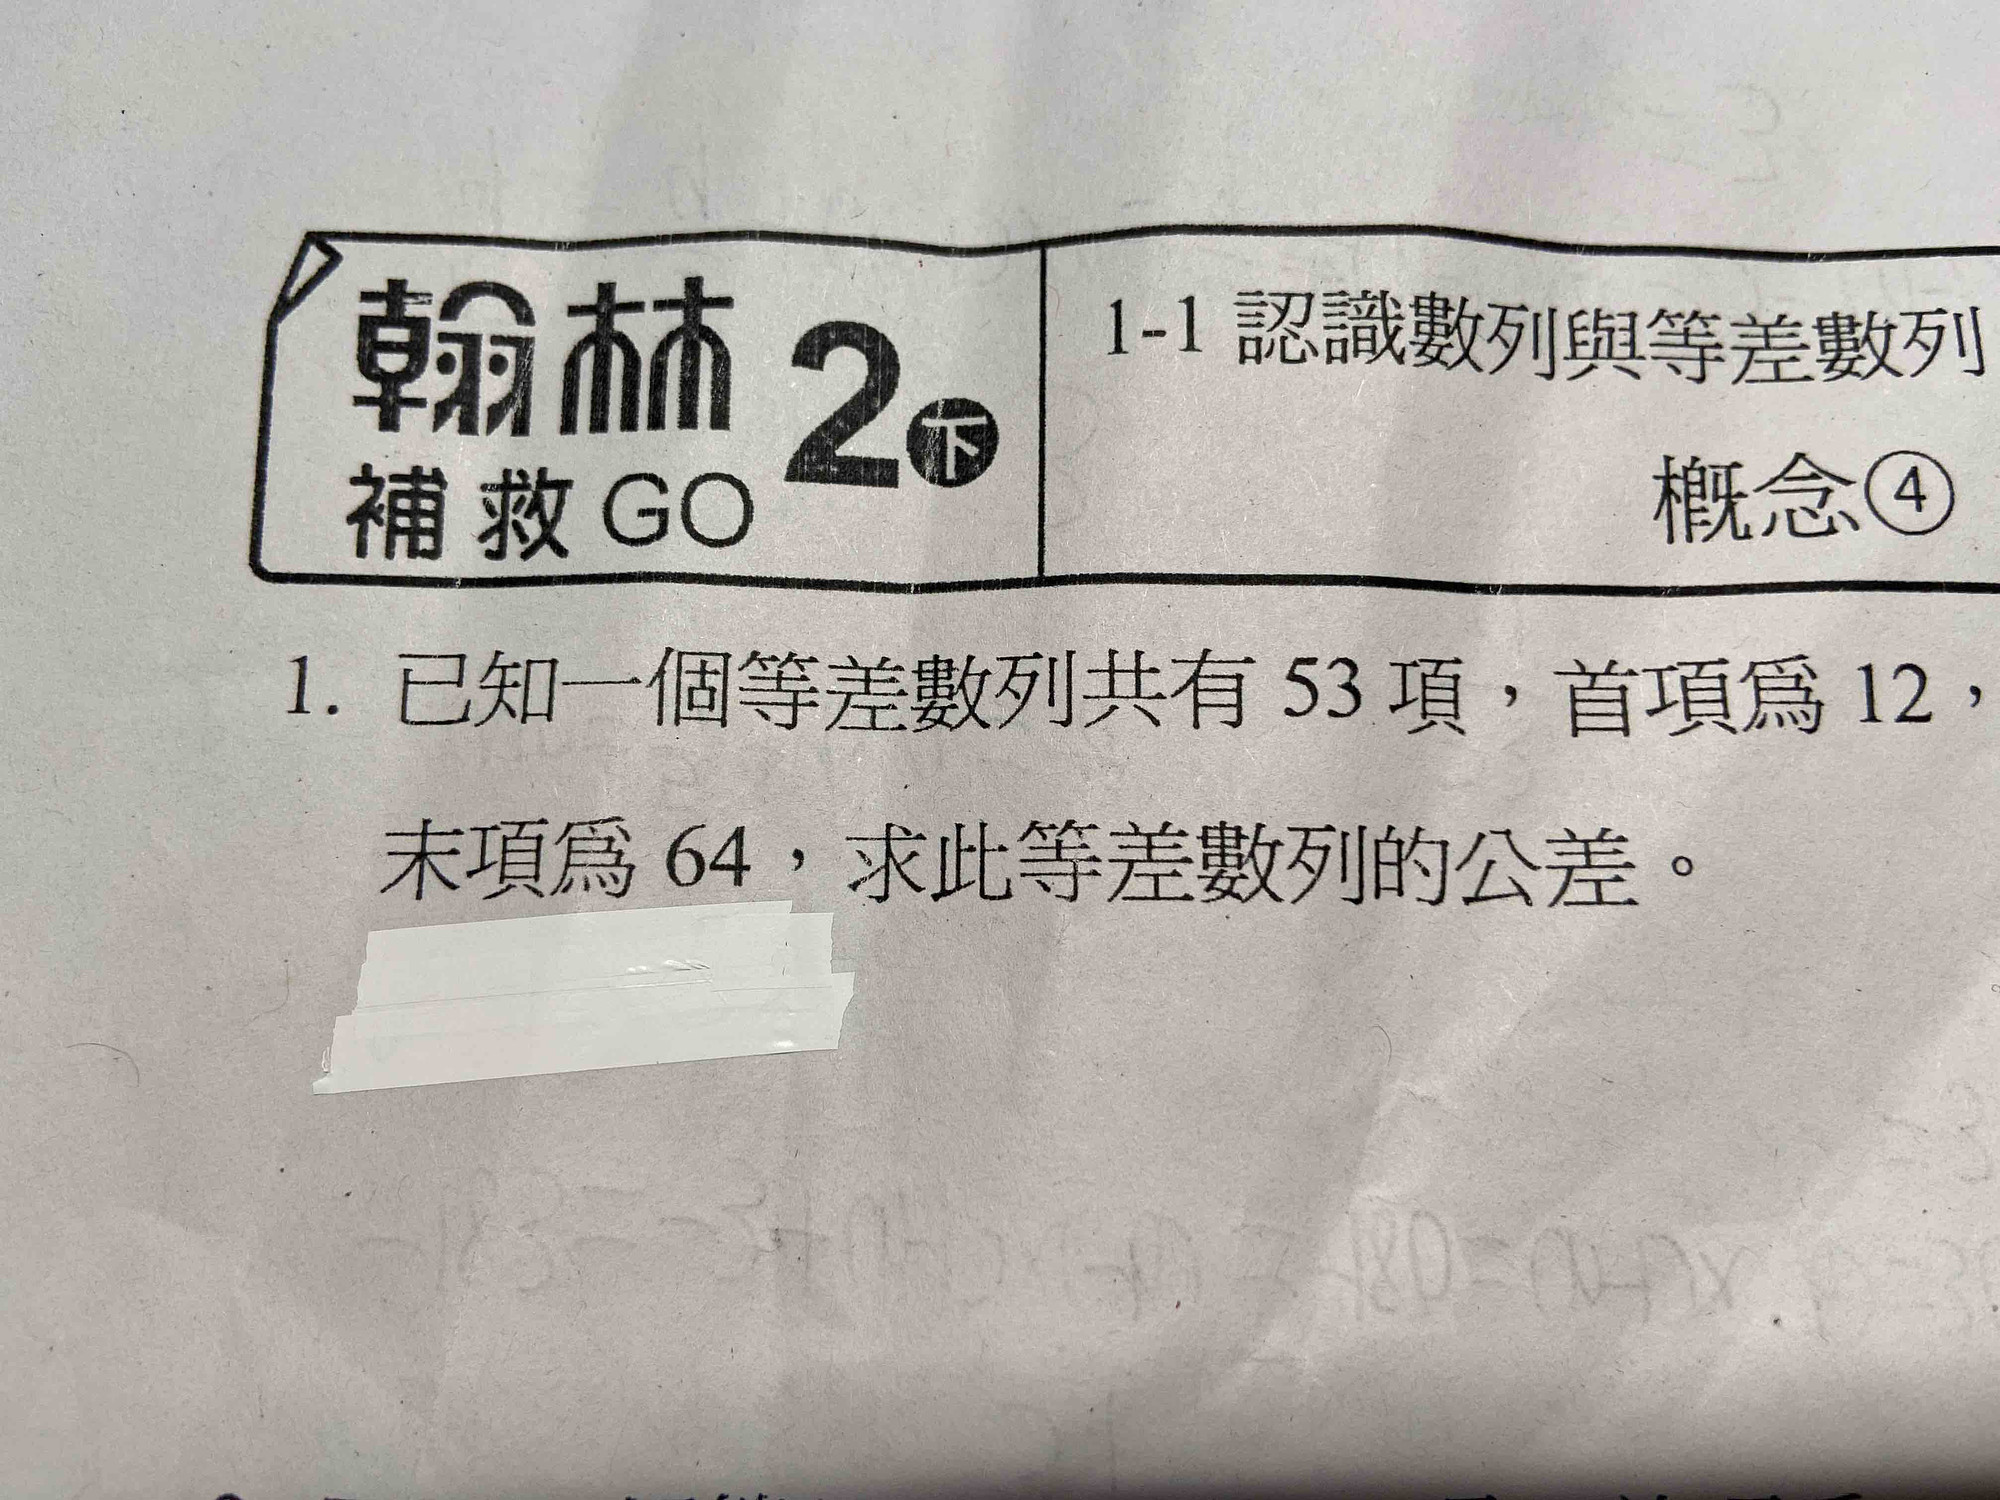 翰林 2下
補救GO
1-1 認識數列與等差數列
概念④
1. 已知一個等差數列共有 53 項，首項爲 12，
末項爲 64，求此等差數列的公差。